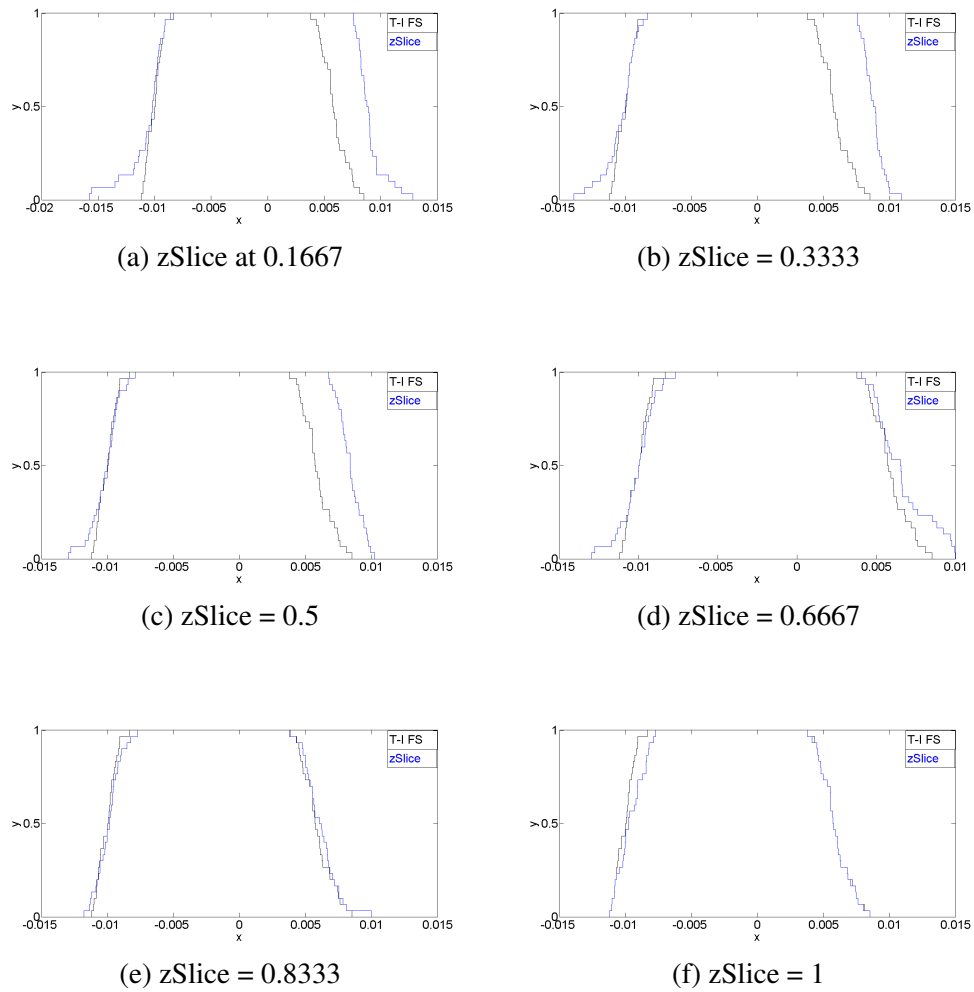 T-I FS
zSlice
1
0.5
0
y
-0.02 -0.015 -0.01 -0.005 0 0.005 0.01 0.015
x
(a) zSlice at 0.1667
T-I FS
zSlice
1
0.5
0
y
-0.015 -0.01 -0.005 0 0.005 0.01 0.015
x
(b) zSlice = 0.3333
T-I FS
zSlice
1
0.5
0
y
-0.015 -0.01 -0.005 0 0.005 0.01 0.015
x
(c) zSlice = 0.5
T-I FS
zSlice
1
0.5
0
y
-0.015 -0.01 -0.005 0 0.005 0.01
x
(d) zSlice = 0.6667
T-I FS
zSlice
1
0.5
0
y
-0.015 -0.01 -0.005 0 0.005 0.01 0.015
x
(e) zSlice = 0.8333
T-I FS
zSlice
1
0.5
0
y
-0.015 -0.01 -0.005 0 0.005 0.01 0.015
x
(f) zSlice = 1